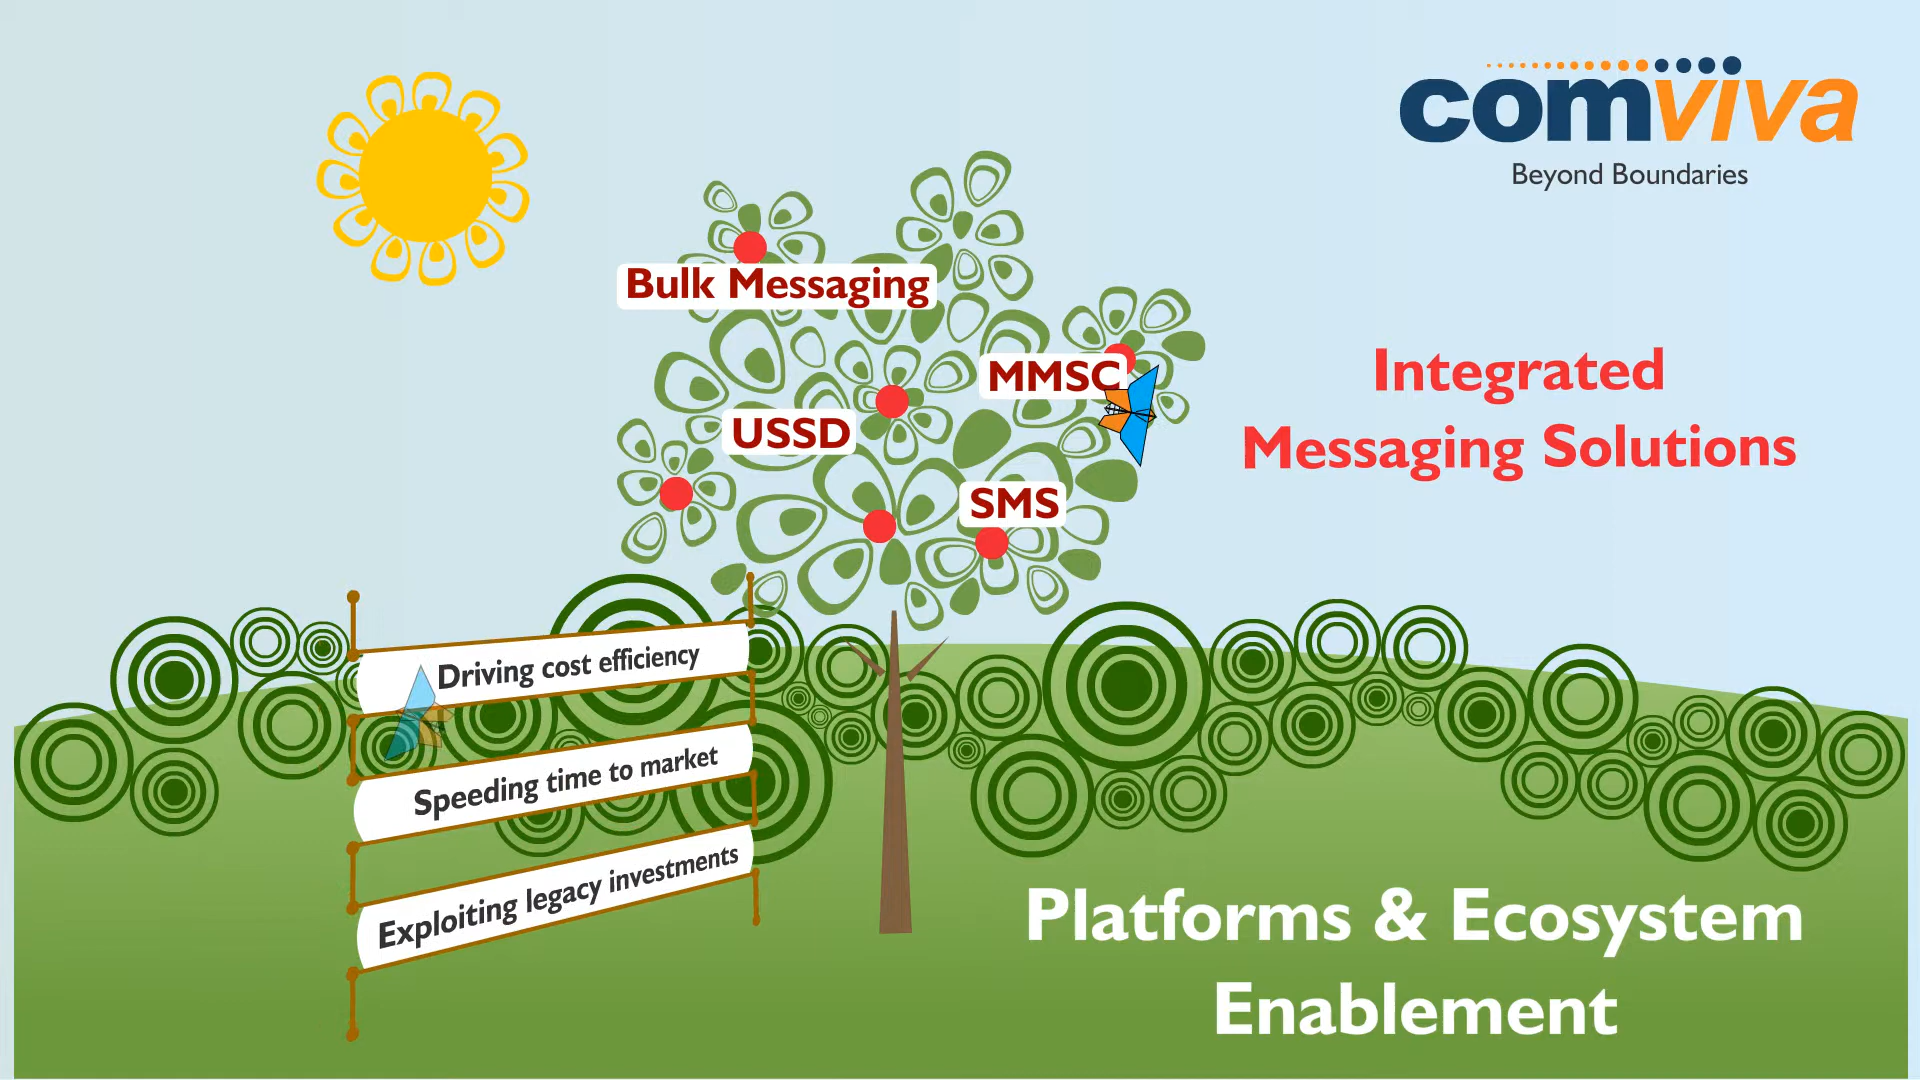 comviva
Beyond Boundaries
Bulk Messaging
MMSC
USSD
SMS
Integrated
Messaging Solutions
Driving cost efficiency
Speeding time to market
Exploiting legacy investments
Platforms & Ecosystem
Enablement